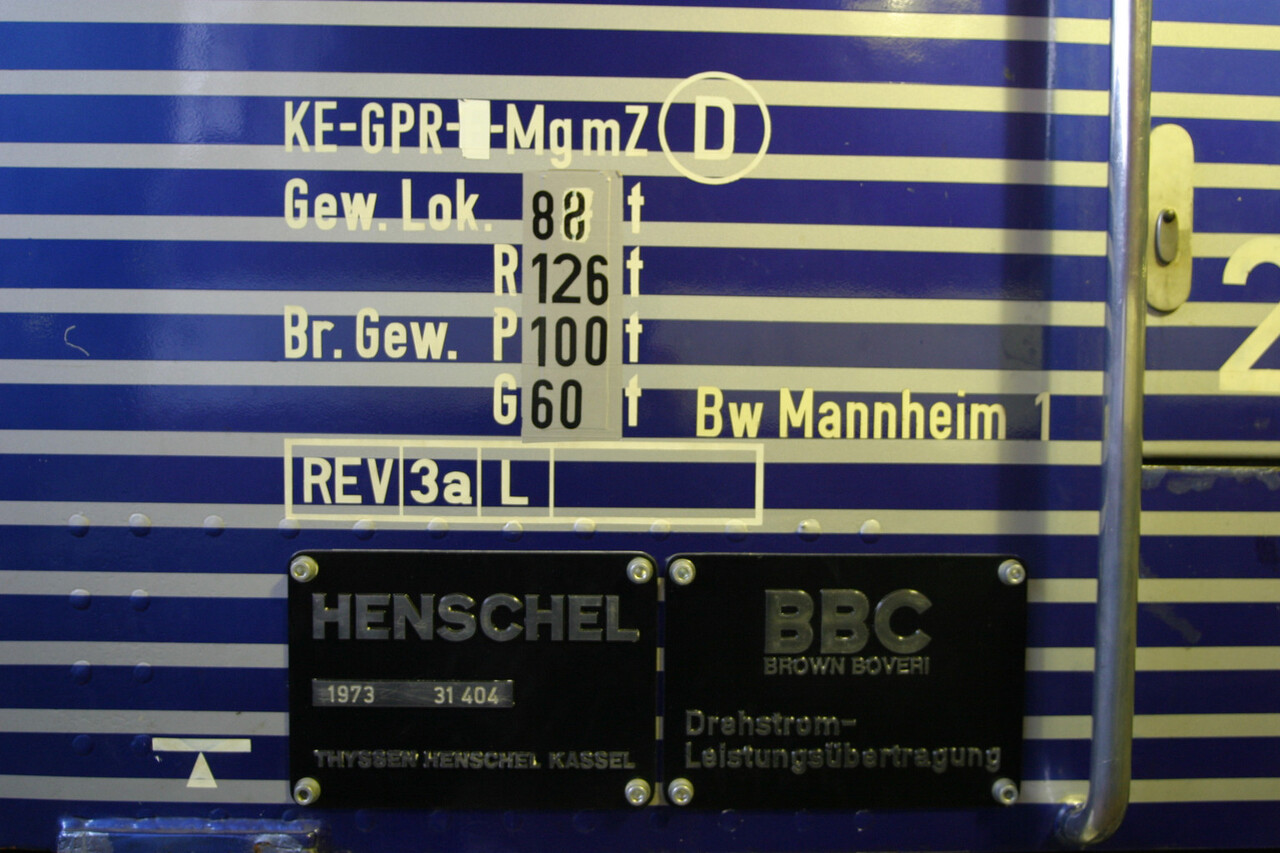 KE-GPR- -MgmZ D
Gew. Lok. 88 t
R 126 t
Br. Gew. P 100 t
G 60 t
Bw Mannheim 1
REV 3a L
2
HENSCHEL
1973 31 404
THYSSEN HENSCHEL KASSEL
BBC
BROWN BOVERI
Drehstrom-
Leistungsübertragung